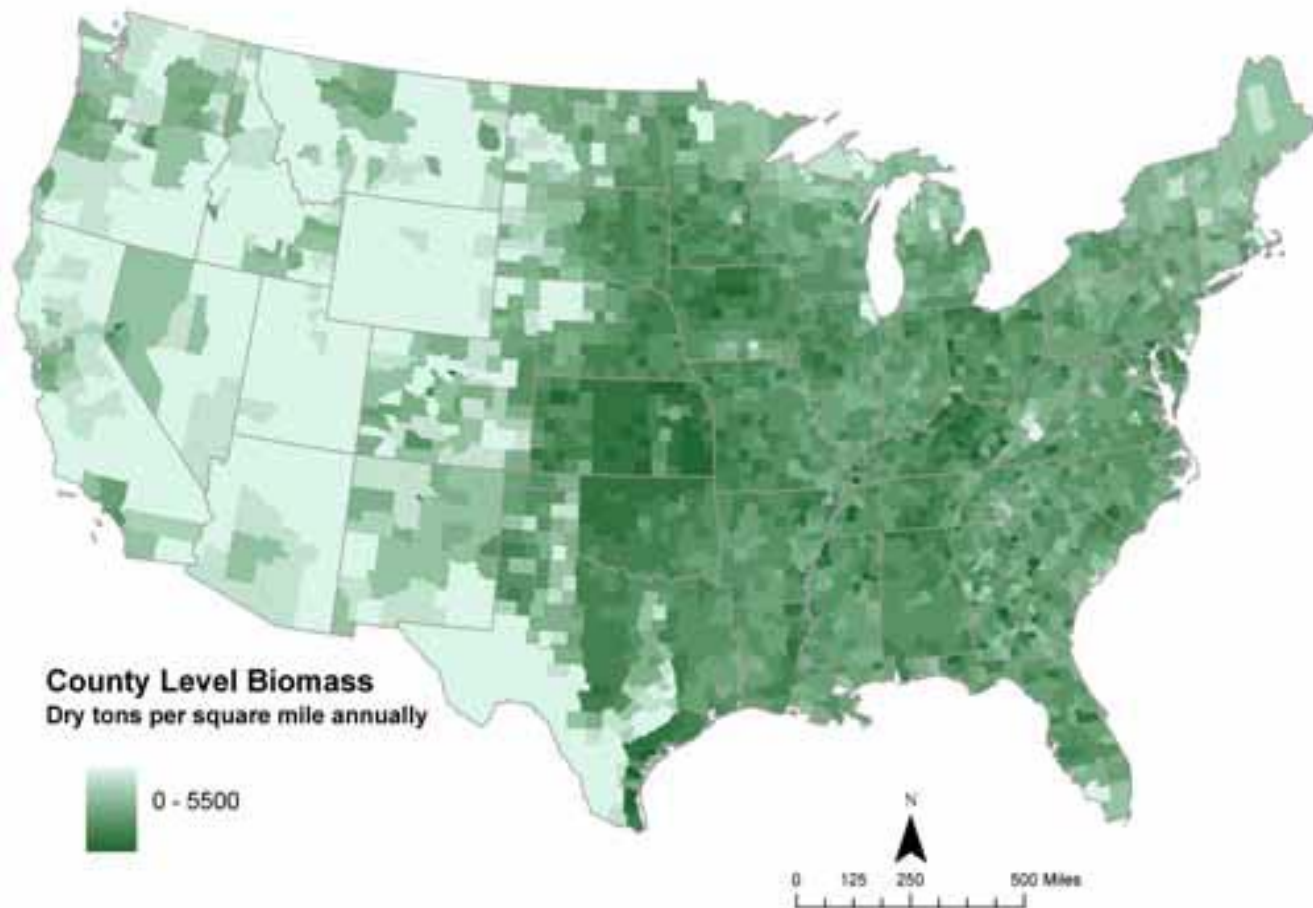 County Level Biomass
Dry tons per square mile annually
0 - 5500
N
0 125 250 500 Miles